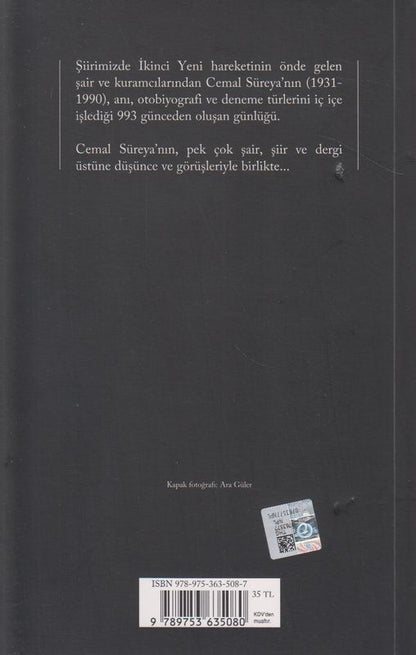 Şiirimizde İkinci Yeni hareketinin önde gelen
şair ve kuramcılarından Cemal Süreya’nın (1931-
1990), anı, otobiyografi ve deneme türlerini iç içe
işlediği 993 günceden oluşan günlüğü.
Cemal Süreya’nın, pek çok şair, şiir ve dergi
üstüne düşünce ve görüşleriyle birlikte...
Kapak fotoğrafı: Ara Güler
ISBN 978-975-363-508-7
35 TL
KDV'den
muaftır.
9 789753 635080